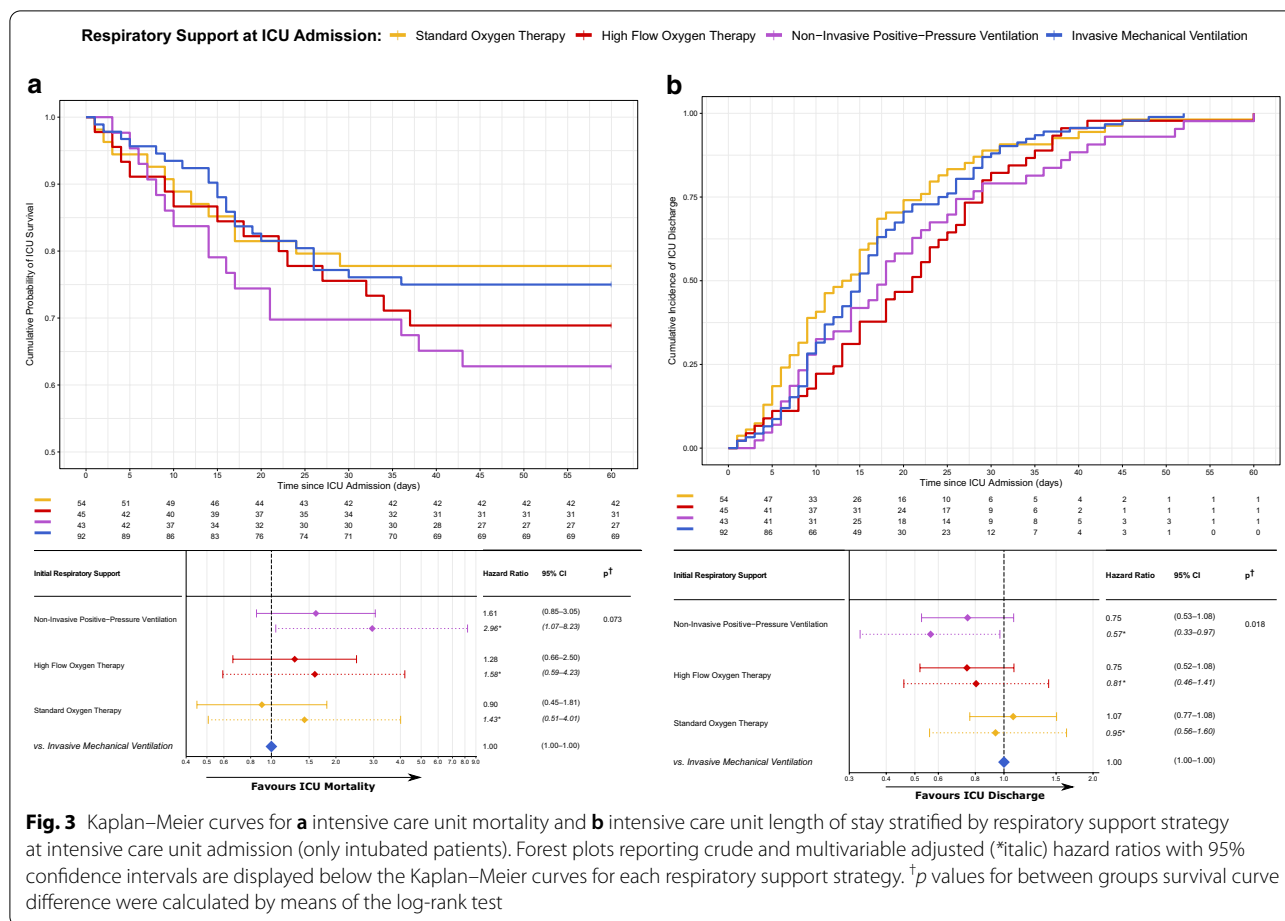 Respiratory Support at ICU Admission: Standard Oxygen Therapy High Flow Oxygen Therapy Non−Invasive Positive−Pressure Ventilation Invasive Mechanical Ventilation
a
Cumulative Probability of ICU Survival
1.0
0.9
0.8
0.7
0.6
0.5
0 5 10 15 20 25 30 35 40 45 50 55 60
Time since ICU Admission (days)
54 51 49 46 44 43 42 42 42 42 42 42 42
45 42 40 39 37 35 34 32 31 31 31 31 31
43 42 37 34 32 30 30 30 28 27 27 27 27
92 89 86 83 76 74 71 70 69 69 69 69 69
Initial Respiratory Support Hazard Ratio 95% CI p†
Non−Invasive Positive−Pressure Ventilation 1.61 (0.85–3.05) 0.073
2.96* (1.07–8.23)
High Flow Oxygen Therapy 1.28 (0.66–2.50)
1.58* (0.59–4.23)
Standard Oxygen Therapy 0.90 (0.45–1.81)
1.43* (0.51–4.01)
vs. Invasive Mechanical Ventilation 1.00 (1.00–1.00)
0.4 0.5 0.6 0.8 1.0 1.5 2.0 3.0 4.0 5.0 6.0 7.0 8.0 9.0
Favours ICU Mortality
b
Cumulative Incidence of ICU Discharge
1.00
0.75
0.50
0.25
0.00
0 5 10 15 20 25 30 35 40 45 50 55 60
Time since ICU Admission (days)
54 47 33 26 16 10 6 5 4 2 1 1 1
45 41 37 31 24 17 9 6 2 1 1 1 1
43 41 31 25 18 14 9 8 5 3 3 1 1
92 86 66 49 30 23 12 7 4 3 1 0 0
Initial Respiratory Support Hazard Ratio 95% CI p†
Non−Invasive Positive−Pressure Ventilation 0.75 (0.53–1.08) 0.018
0.57* (0.33–0.97)
High Flow Oxygen Therapy 0.75 (0.52–1.08)
0.81* (0.46–1.41)
Standard Oxygen Therapy 1.07 (0.77–1.08)
0.95* (0.56–1.60)
vs. Invasive Mechanical Ventilation 1.00 (1.00–1.00)
0.3 0.4 0.6 0.8 1.0 1.5 2.0
Favours ICU Discharge
Fig. 3 Kaplan–Meier curves for a intensive care unit mortality and b intensive care unit length of stay stratified by respiratory support strategy
at intensive care unit admission (only intubated patients). Forest plots reporting crude and multivariable adjusted (*italic) hazard ratios with 95%
confidence intervals are displayed below the Kaplan–Meier curves for each respiratory support strategy. †p values for between groups survival curve
difference were calculated by means of the log-rank test